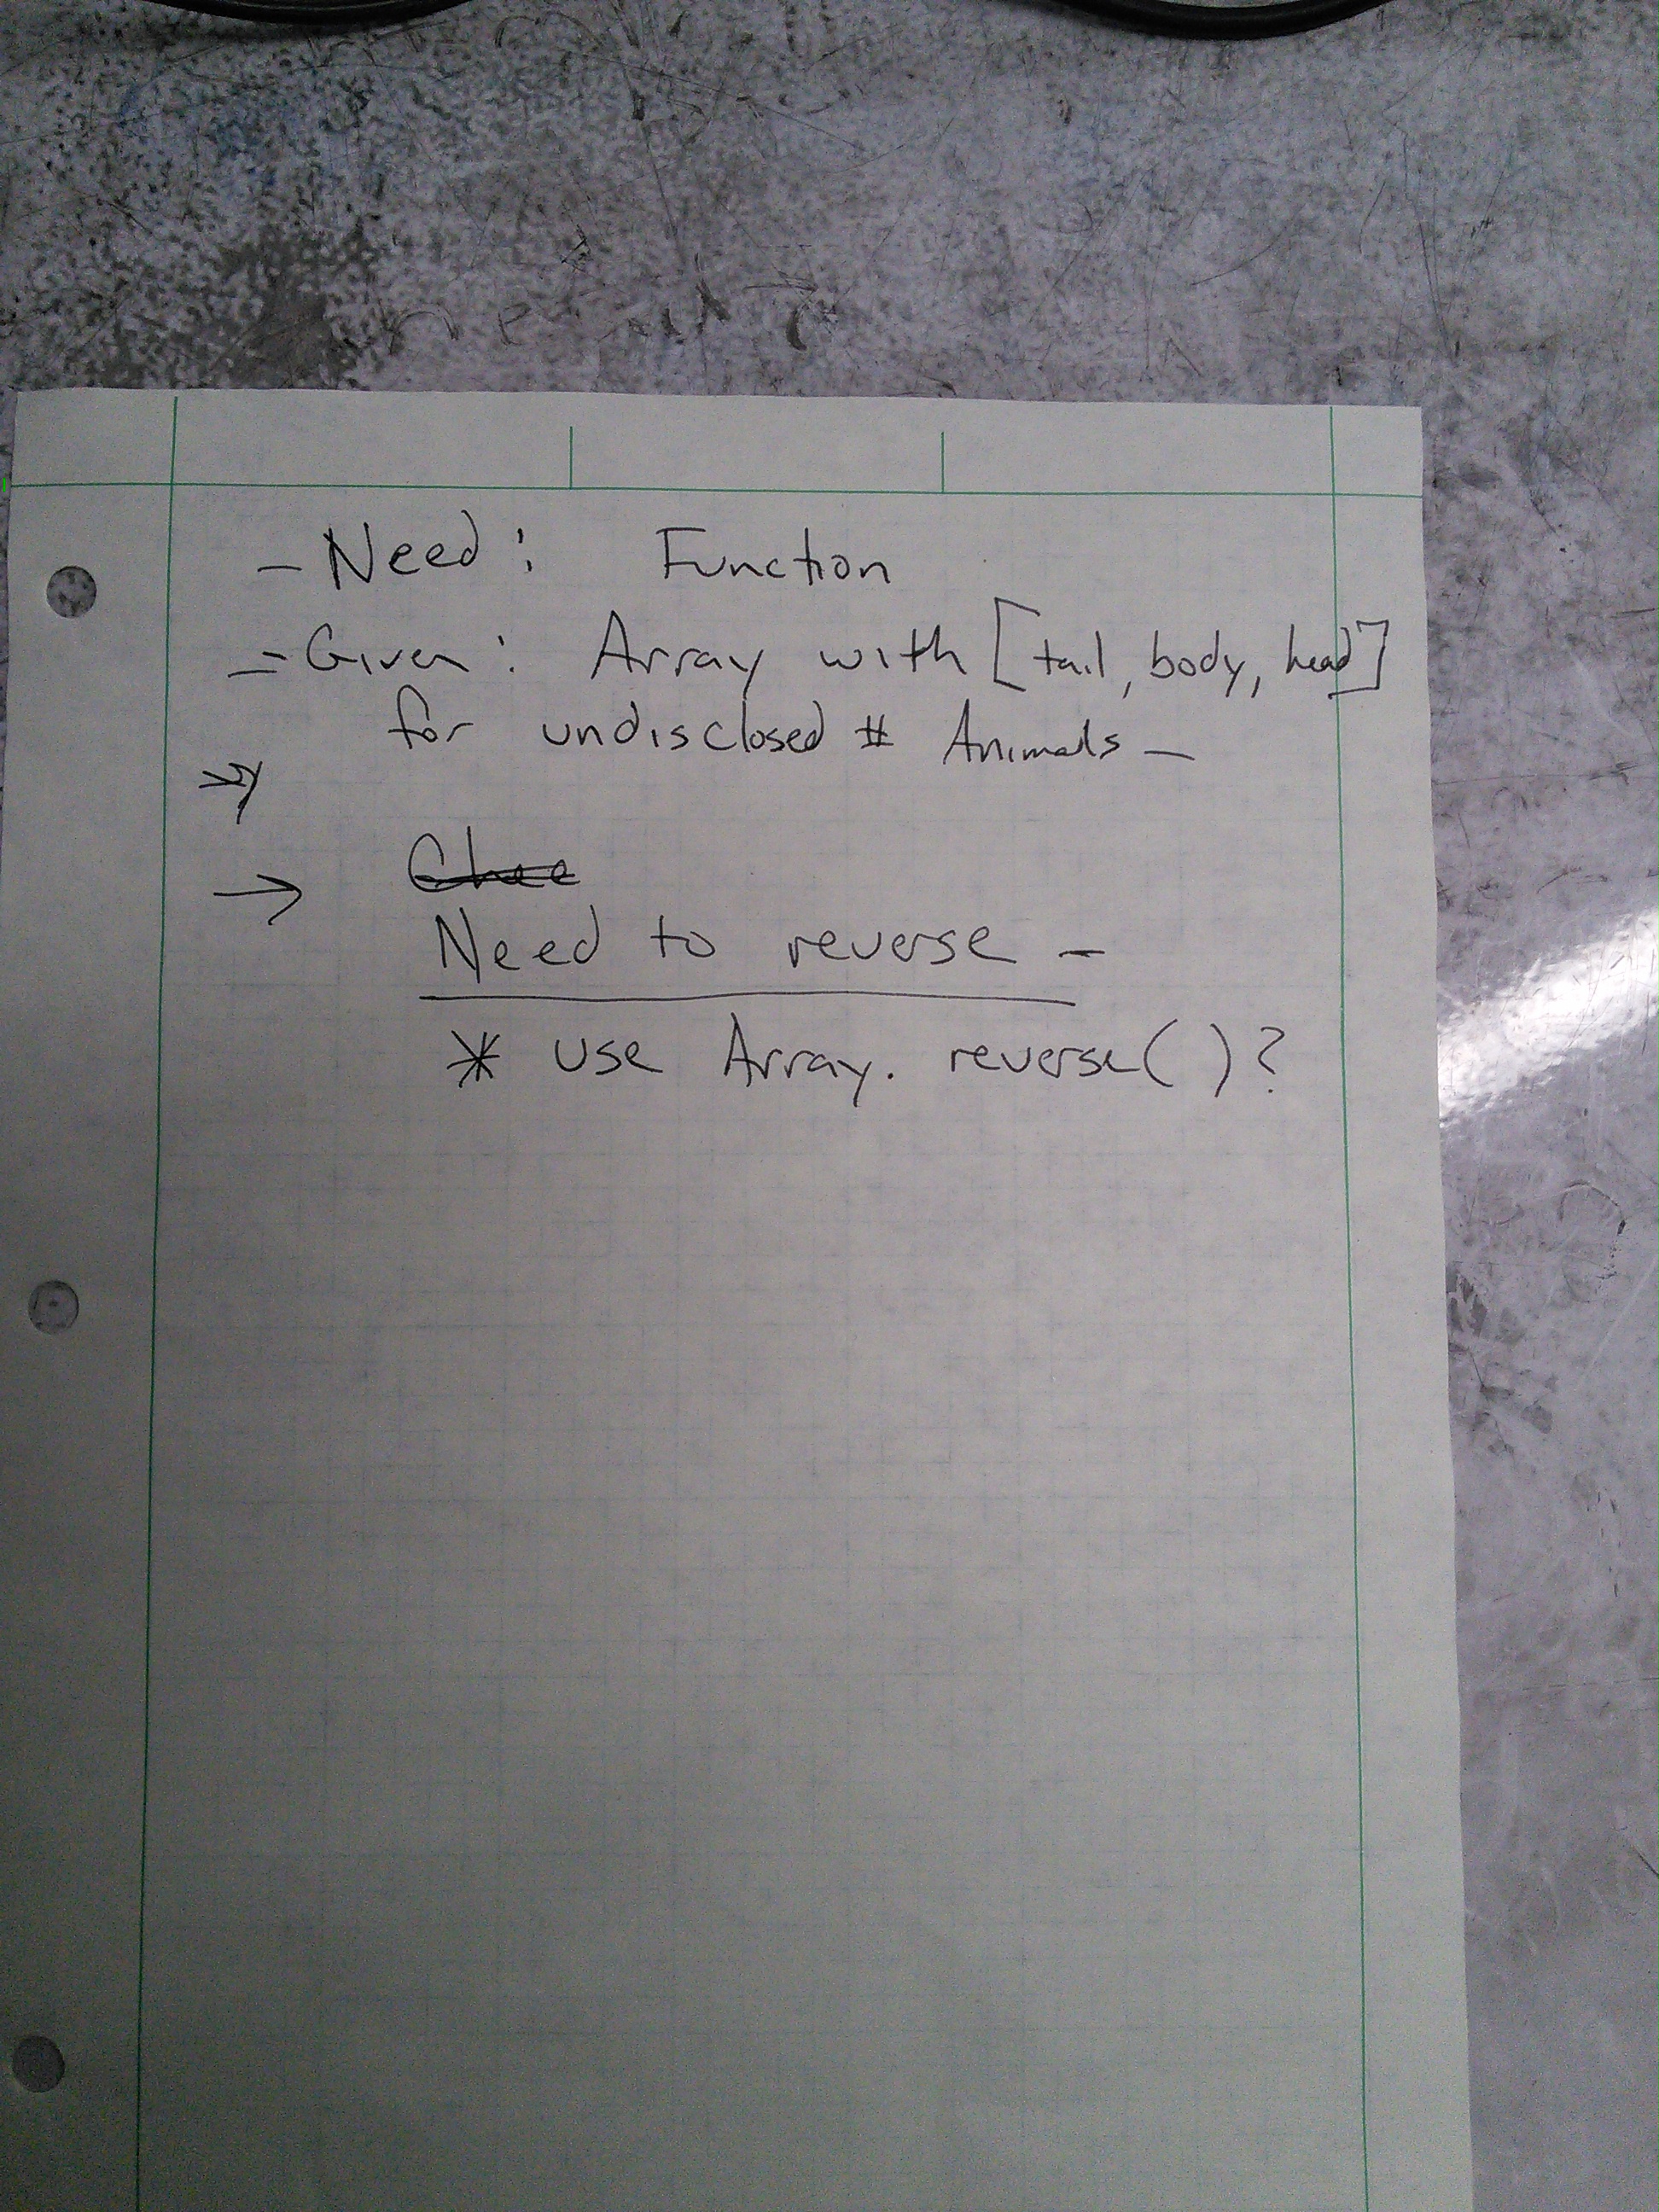 - Need: Function
- Given: Array with [tail, body, head]
for undisclosed # Animals -
→
→ Chee
Need to reverse -
* use Array. reverse()?